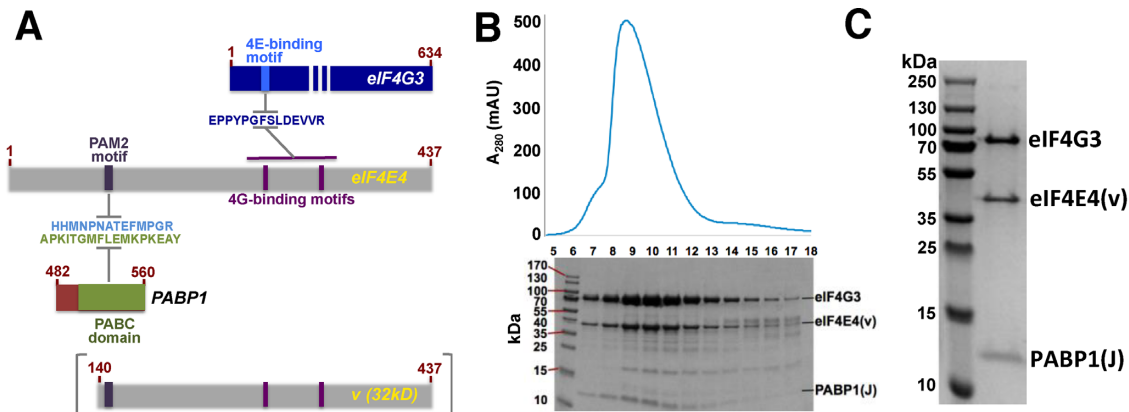 A
1
4E-binding
motif
634
eIF4G3
EPPYPGFSLDEVVR
1
PAM2
motif
437
eIF4E4
4G-binding motifs
HHMNPNATEFMPGR
APKITGMFLEMKPKEAY
482
560
PABP1
PABC
domain
140
437
v (32kD)
B
500
400
300
200
100
0
A280 (mAU)
5 6 7 8 9 10 11 12 13 14 15 16 17 18
kDa
170
130
100
70
55
40
35
25
15
10
eIF4G3
eIF4E4(v)
PABP1(J)
C
kDa
250
130
100
70
55
35
25
15
10
eIF4G3
eIF4E4(v)
PABP1(J)